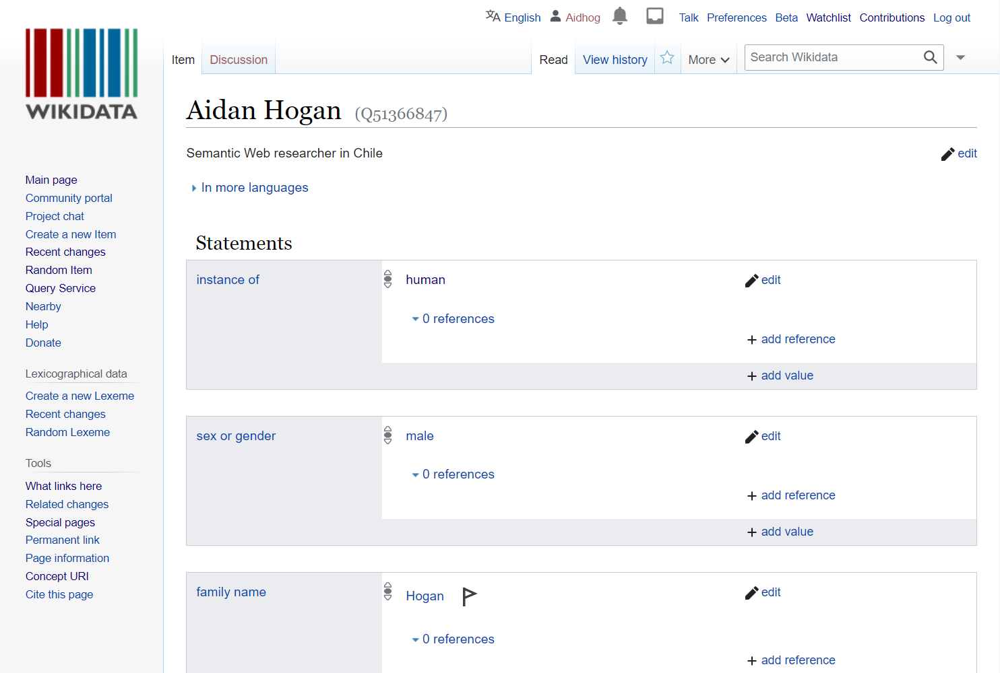 English Aidhog Talk Preferences Beta Watchlist Contributions Log out
WIKIDATA
Item Discussion Read View history More Search Wikidata
Aidan Hogan (Q51366847)
Semantic Web researcher in Chile edit
In more languages
Main page
Community portal
Project chat
Create a new Item
Recent changes
Random Item
Query Service
Nearby
Help
Donate
Lexicographical data
Create a new Lexeme
Recent changes
Random Lexeme
Tools
What links here
Related changes
Special pages
Permanent link
Page information
Concept URI
Cite this page
Statements
instance of human edit
0 references
+ add reference
+ add value
sex or gender male edit
0 references
+ add reference
+ add value
family name Hogan edit
0 references
+ add reference